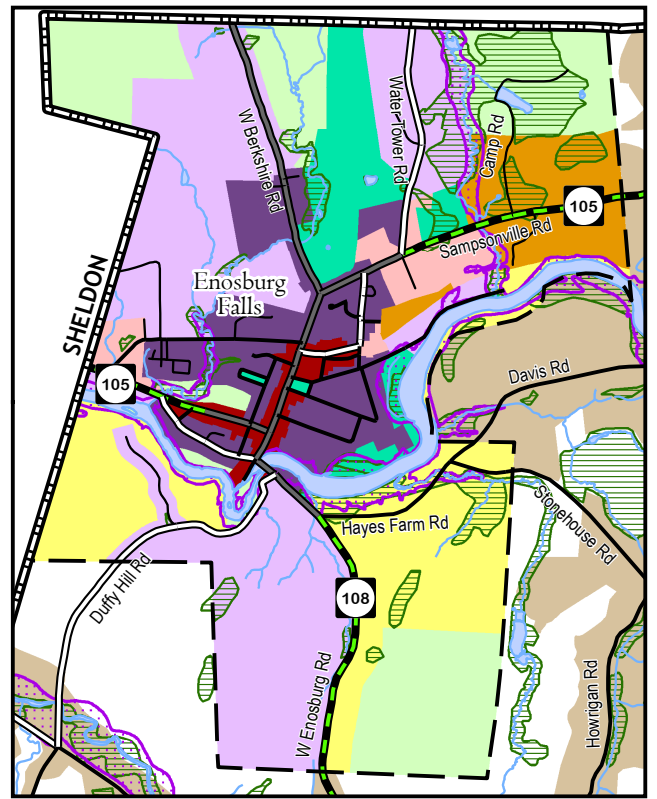 W Berkshire Rd
Water Tower Rd
Camp Rd
105
Sampsonville Rd
Enosburg
Falls
SHELDON
105
Davis Rd
Stonehouse Rd
Hayes Farm Rd
Duffy Hill Rd
108
W Enosburg Rd
Howrigan Rd